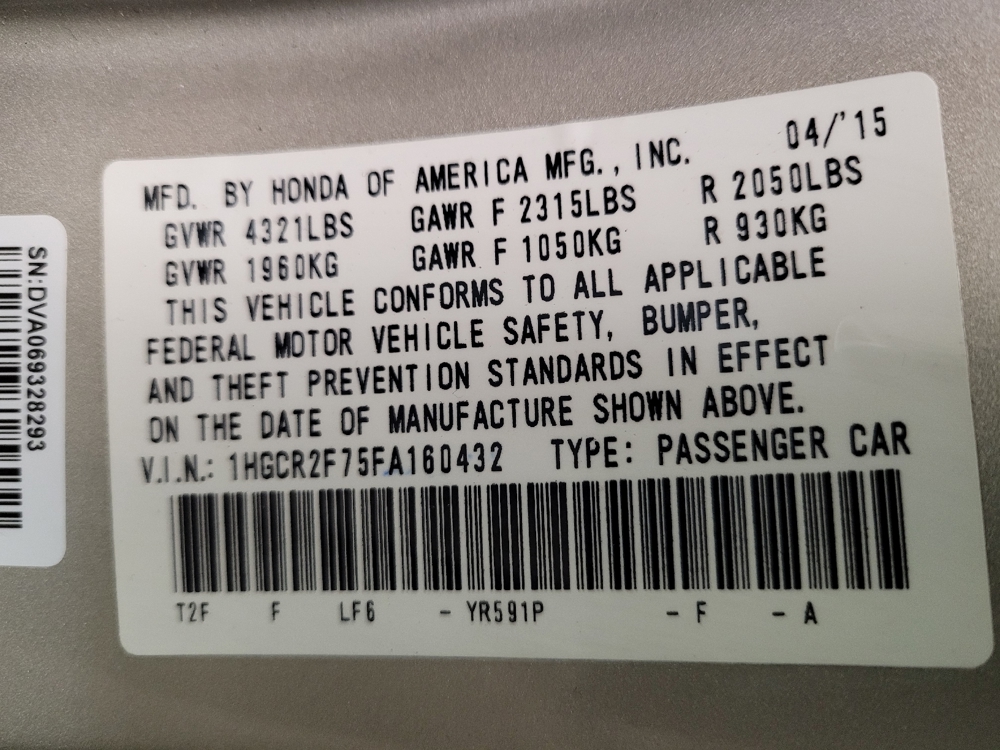 MFD. BY HONDA OF AMERICA MFG., INC. 04/'15
GVWR 4321LBS GAWR F 2315LBS R 2050LBS
GVWR 1960KG GAWR F 1050KG R 930KG
THIS VEHICLE CONFORMS TO ALL APPLICABLE
FEDERAL MOTOR VEHICLE SAFETY, BUMPER,
AND THEFT PREVENTION STANDARDS IN EFFECT
ON THE DATE OF MANUFACTURE SHOWN ABOVE.
V.I.N.: 1HGCR2F75FA160432 TYPE: PASSENGER CAR
T2F F LF6 - YR591P - F - A
SN:DVA069328293